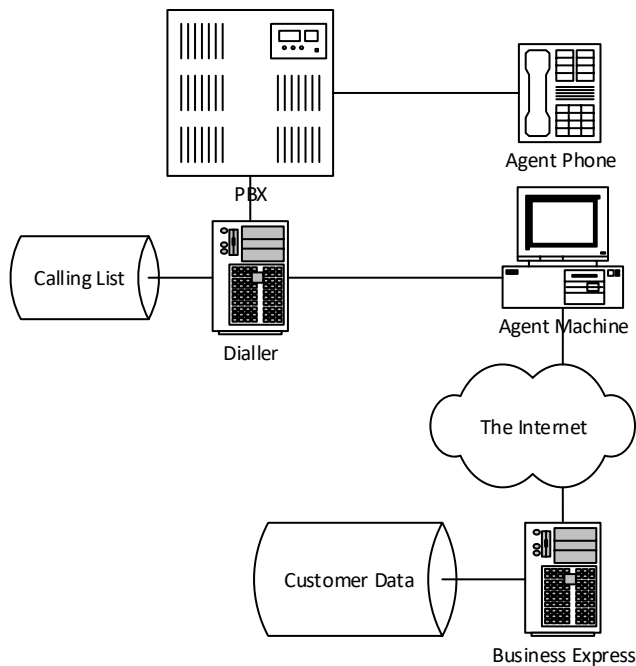 Agent Phone
PBX
Calling List
Dialler
Agent Machine
The Internet
Customer Data
Business Express